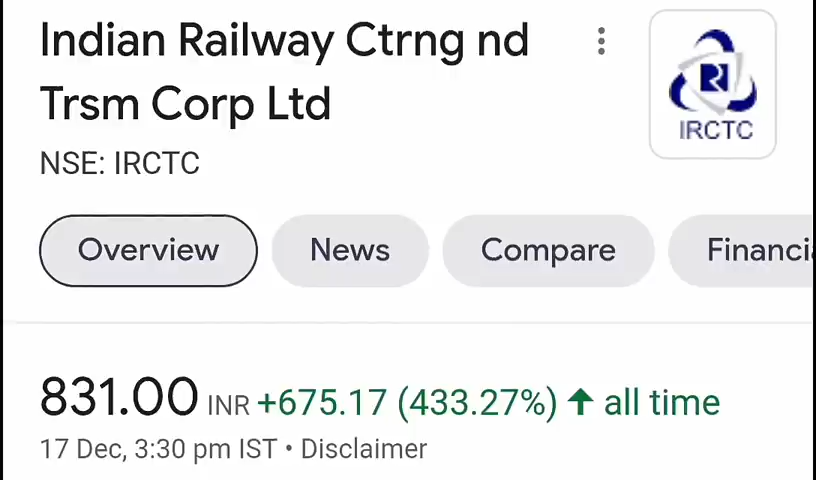 Indian Railway Ctrng nd
Trsm Corp Ltd
IRCTC
NSE: IRCTC
Overview News Compare Financi
831.00 INR +675.17 (433.27%) ↑ all time
17 Dec, 3:30 pm IST • Disclaimer